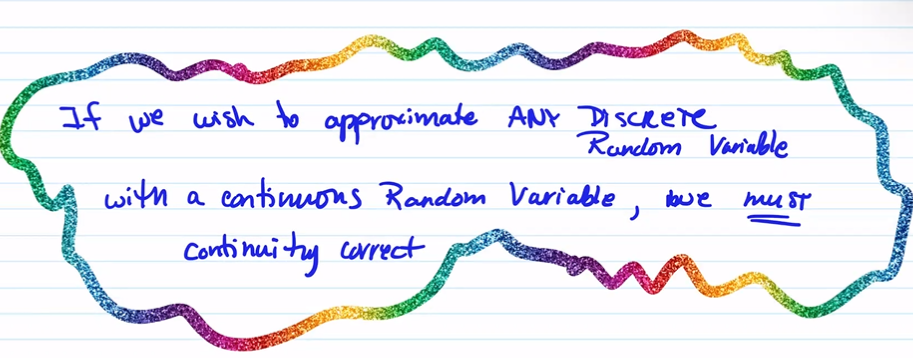 If we wish to approximate ANY DISCRETE
Random Variable
with a continuous Random Variable, we must
continuity correct